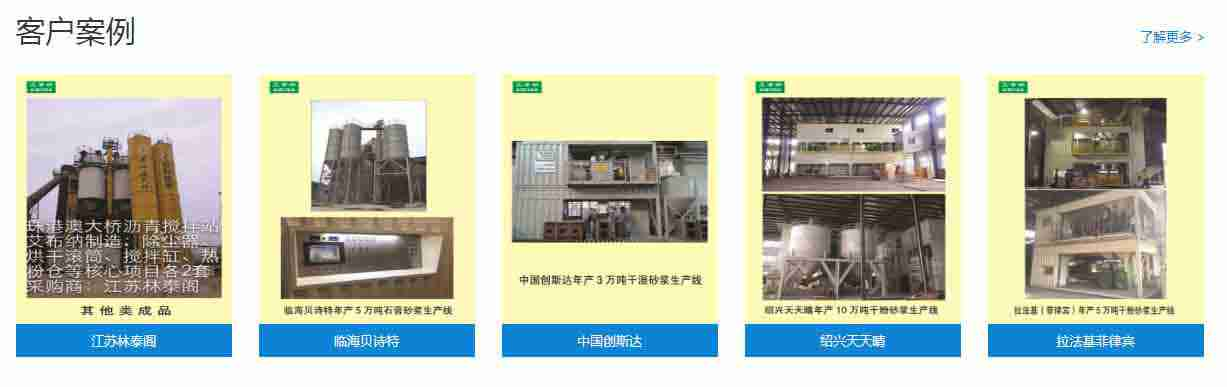 客户案例
了解更多 >
珠港澳大桥沥青搅拌站
艾布纳制造:除尘器、
烘干滚筒、搅拌缸、热
份仓等核心项目各2套
采购商:江苏林泰阁
其他类成品
临海贝诗特年产5万吨石膏砂浆生产线
中国创斯达年产3万吨干湿砂浆生产线
绍兴天天晴年产10万吨干粉砂浆生产线
拉法基(菲律宾)年产5万吨干粉砂浆生产线
江苏林泰阁
临海贝诗特
中国创斯达
绍兴天天晴
拉法基菲律宾